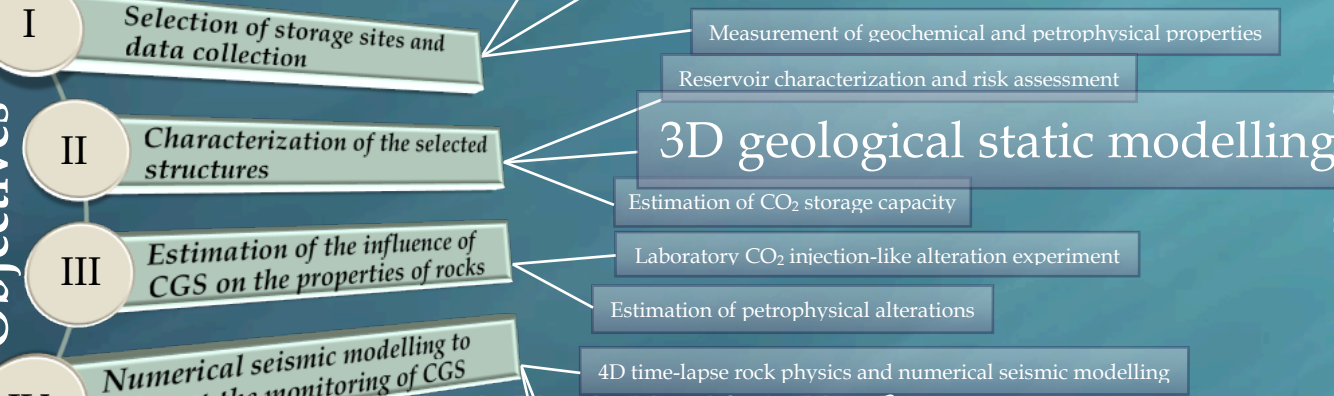 Objectives
I
Selection of storage sites and
data collection
Measurement of geochemical and petrophysical properties
Reservoir characterization and risk assessment
II
Characterization of the selected
structures
3D geological static modelling
Estimation of CO₂ storage capacity
III
Estimation of the influence of
CGS on the properties of rocks
Laboratory CO₂ injection-like alteration experiment
Estimation of petrophysical alterations
IV
Numerical seismic modelling to
the monitoring of CGS
4D time-lapse rock physics and numerical seismic modelling